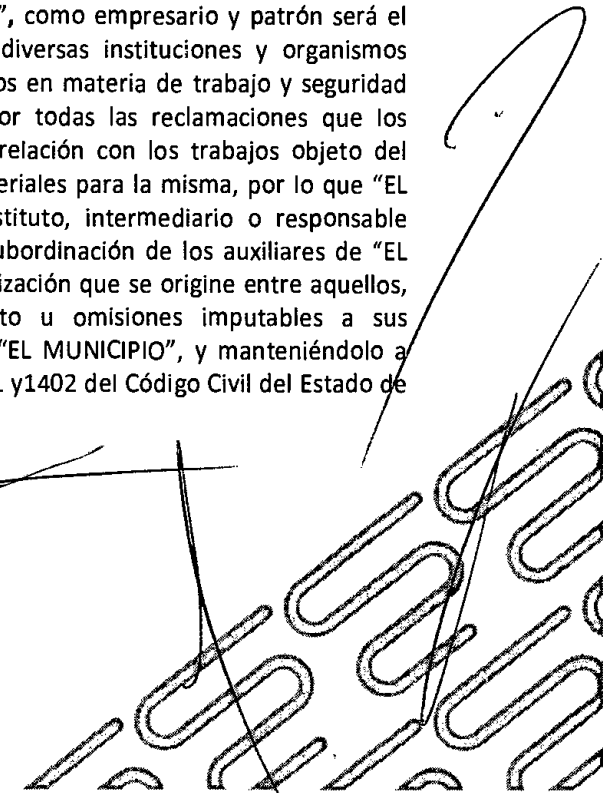 ", como empresario y patrón será el
diversas instituciones y organismos
os en materia de trabajo y seguridad
or todas las reclamaciones que los
relación con los trabajos objeto del
eriales para la misma, por lo que "EL
stituto, intermediario o responsable
ubordinación de los auxiliares de "EL
ización que se origine entre aquellos,
to u omisiones imputables a sus
"EL MUNICIPIO", y manteniéndolo a
y1402 del Código Civil del Estado de